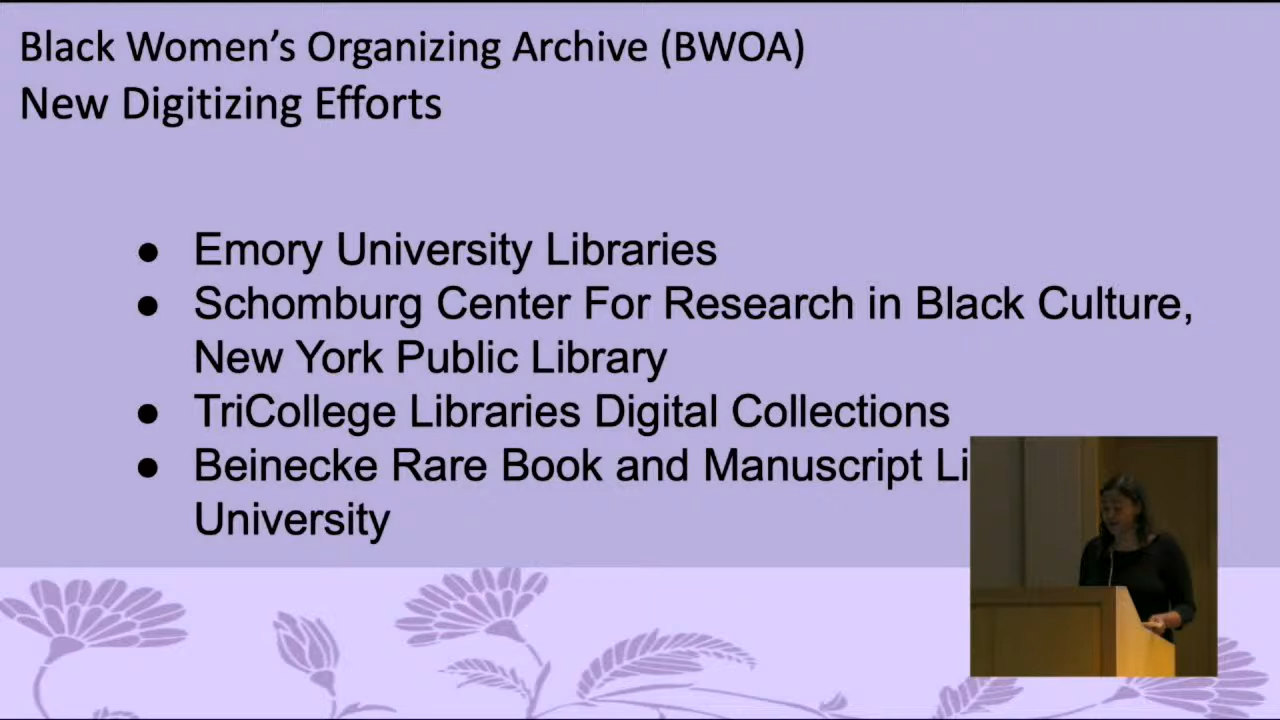 Black Women’s Organizing Archive (BWOA)
New Digitizing Efforts
● Emory University Libraries
● Schomburg Center For Research in Black Culture,
New York Public Library
● TriCollege Libraries Digital Collections
● Beinecke Rare Book and Manuscript Li
University